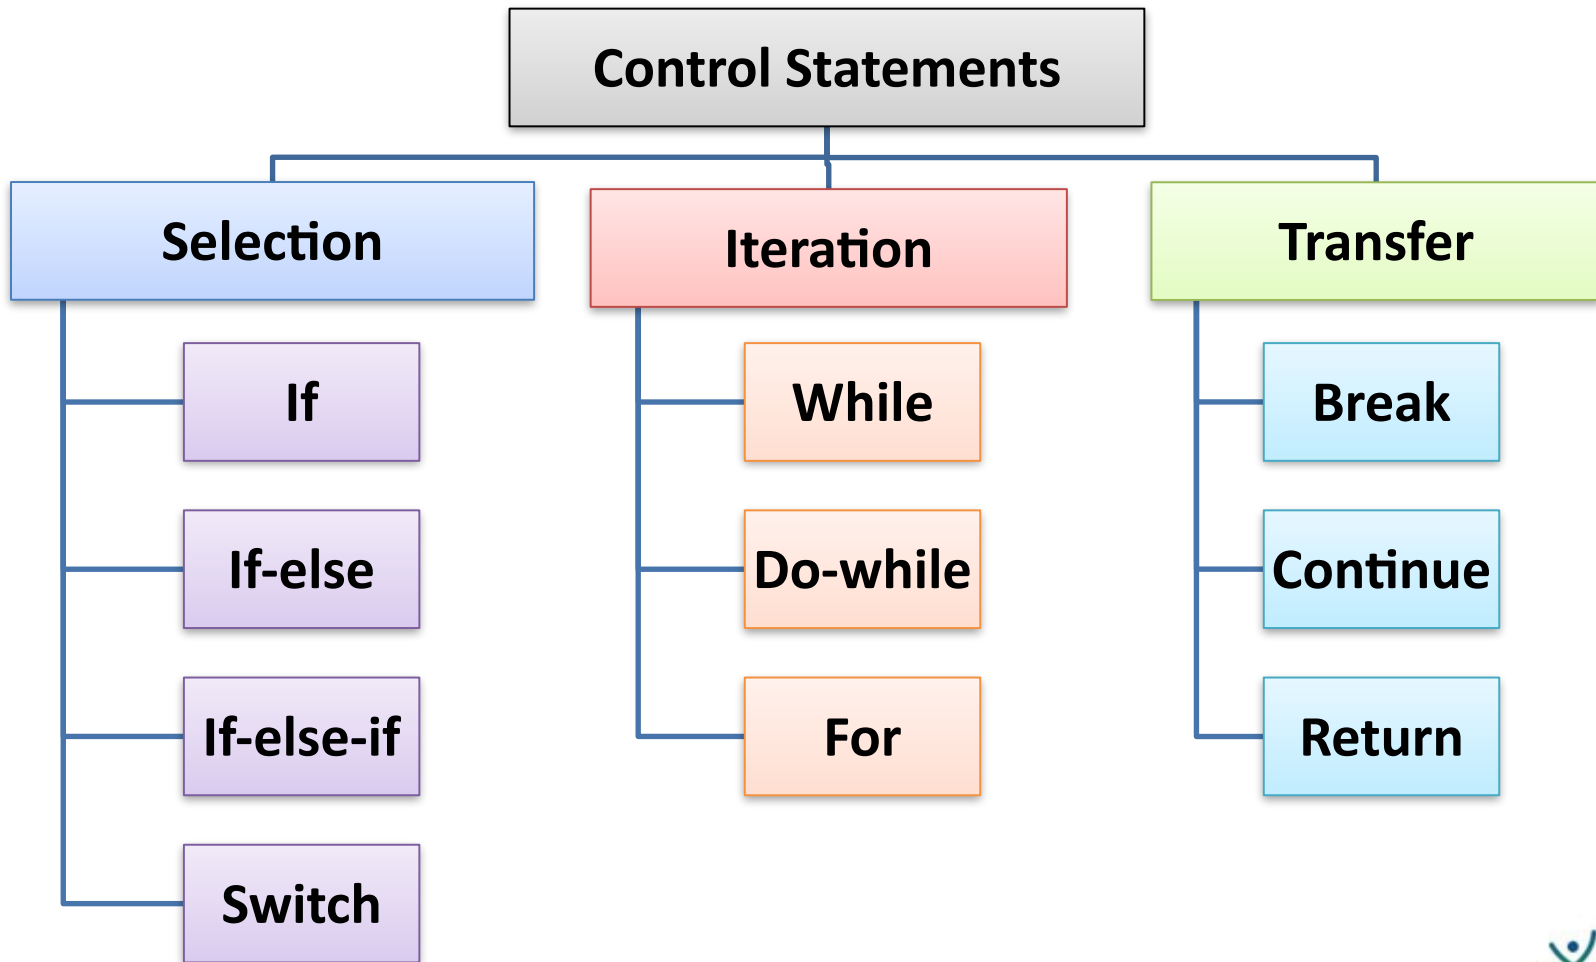 Control Statements
Selection
Iteration
Transfer
If
While
Break
If-else
Do-while
Continue
If-else-if
For
Return
Switch